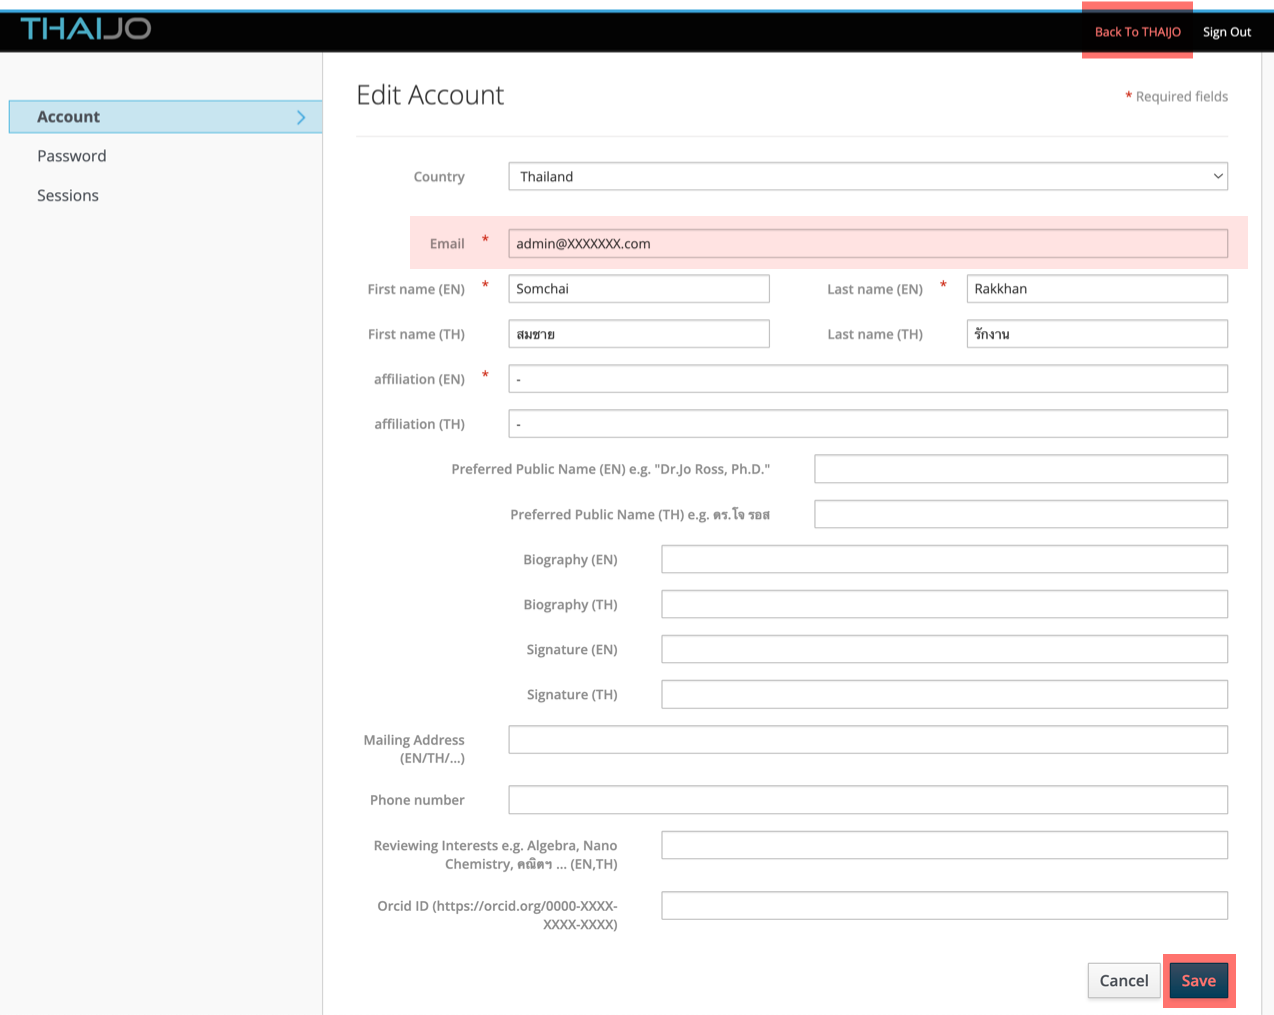 THAIJO
Back To THAIJO Sign Out
Account
Password
Sessions
Edit Account
* Required fields
Country Thailand
Email * admin@XXXXXXX.com
First name (EN) * Somchai Last name (EN) * Rakkhan
First name (TH) สมชาย Last name (TH) รักงาน
affiliation (EN) * -
affiliation (TH) -
Preferred Public Name (EN) e.g. "Dr.Jo Ross, Ph.D."
Preferred Public Name (TH) e.g. ดร.โจ รอส
Biography (EN)
Biography (TH)
Signature (EN)
Signature (TH)
Mailing Address
(EN/TH/...)
Phone number
Reviewing Interests e.g. Algebra, Nano
Chemistry, คณิตฯ ... (EN,TH)
Orcid ID (https://orcid.org/0000-XXXX-
XXXX-XXXX)
Cancel Save